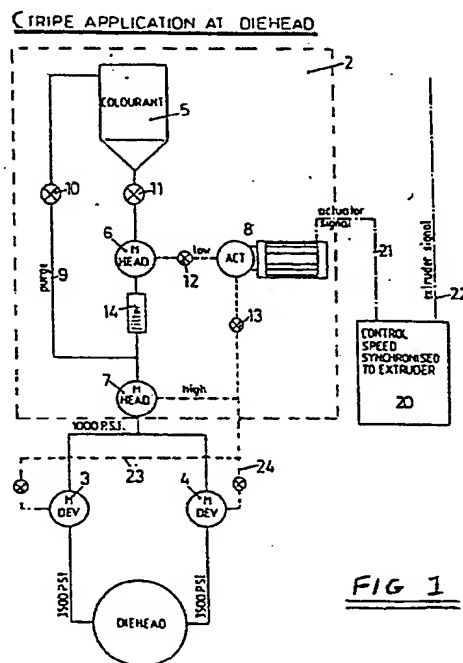 CTRIPE APPLICATION AT DIEHEAD
2
COLOURANT
5
10
11
8
actuator
signal
extruder signal
6
M
HEAD
low
ACT
12
21
purge
9
13
22
14
filter
CONTROL
SPEED
SYNCHRONISED
TO EXTRUDER
20
7
M
HEAD
high
1000 P.S.I.
23
24
3
M
DEV
4
M
DEV
3500 PSI
3500 PSI
DIEHEAD
FIG 1